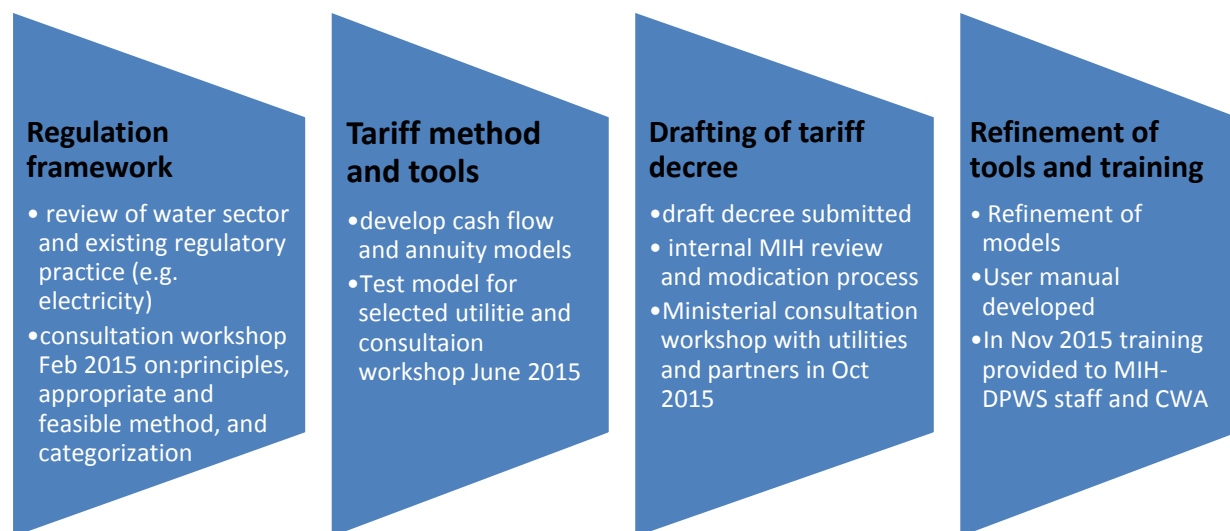 Regulation
framework
• review of water sector
and existing regulatory
practice (e.g.
electricity)
•consultation workshop
Feb 2015 on:principles,
appropriate and
feasible method, and
categorization
Tariff method
and tools
•develop cash flow
and annuity models
•Test model for
selected utilitie and
consultaion
workshop June 2015
Drafting of tariff
decree
•draft decree submitted
• internal MIH review
and modication process
•Ministerial consultation
workshop with utilities
and partners in Oct
2015
Refinement of
tools and training
• Refinement of
models
•User manual
developed
•In Nov 2015 training
provided to MIH-
DPWS staff and CWA